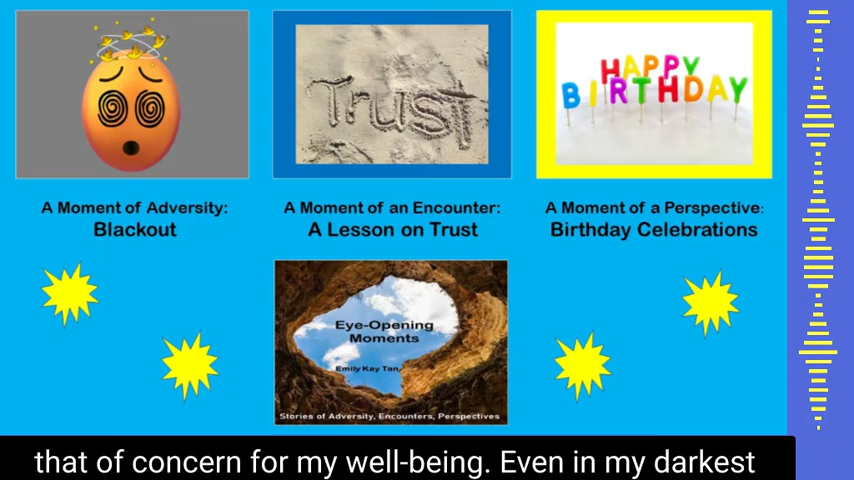 Trust
HAPPY
BIRTHDAY
A Moment of Adversity:
Blackout
A Moment of an Encounter:
A Lesson on Trust
A Moment of a Perspective:
Birthday Celebrations
Eye-Opening
Moments
Emily Kay Tan
Stories of Adversity, Encounters, Perspectives
that of concern for my well-being. Even in my darkest